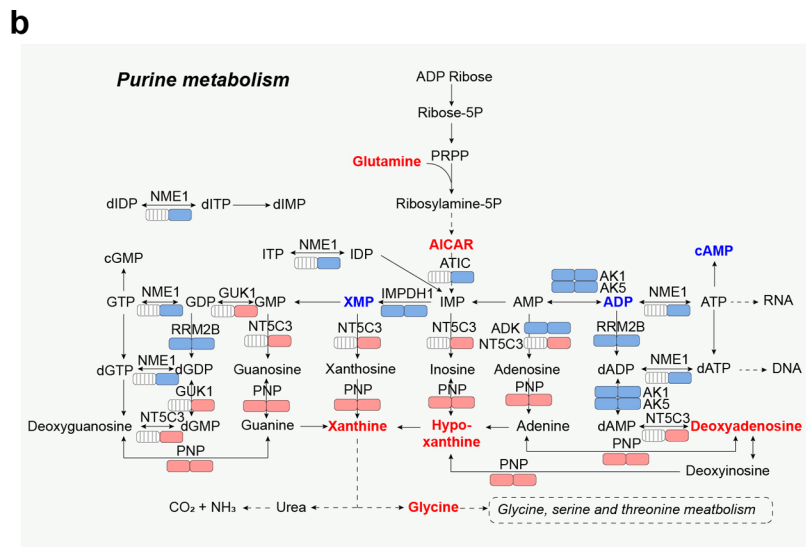 b
Purine metabolism
ADP Ribose
Ribose-5P
PRPP
Glutamine
Ribosylamine-5P
dIDP NME1 dITP dIMP
AICAR
ATIC
ITP NME1 IDP
cGMP
cAMP
GTP NME1 GDP GUK1 GMP XMP IMPDH1 IMP AMP AK1 AK5 ADP NME1 ATP RNA
RRM2B NT5C3 NT5C3 NT5C3 ADK NT5C3 RRM2B
dGTP NME1 dGDP Guanosine Xanthosine Inosine Adenosine dADP NME1 dATP DNA
GUK1 PNP PNP PNP PNP AK1 AK5
Deoxyguanosine NT5C3 dGMP Guanine Xanthine Hypo-xanthine Adenine dAMP NT5C3 Deoxyadenosine
PNP PNP
PNP Deoxyinosine
CO₂ + NH₃ Urea Glycine Glycine, serine and threonine meatbolism